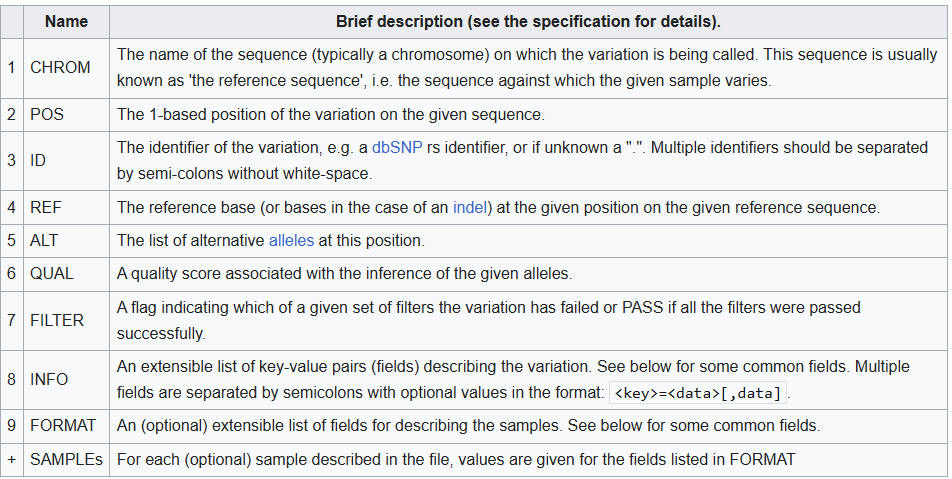 Name Brief description (see the specification for details).
1 CHROM The name of the sequence (typically a chromosome) on which the variation is being called. This sequence is usually
known as 'the reference sequence', i.e. the sequence against which the given sample varies.
2 POS The 1-based position of the variation on the given sequence.
3 ID The identifier of the variation, e.g. a dbSNP rs identifier, or if unknown a ".". Multiple identifiers should be separated
by semi-colons without white-space.
4 REF The reference base (or bases in the case of an indel) at the given position on the given reference sequence.
5 ALT The list of alternative alleles at this position.
6 QUAL A quality score associated with the inference of the given alleles.
7 FILTER A flag indicating which of a given set of filters the variation has failed or PASS if all the filters were passed
successfully.
8 INFO An extensible list of key-value pairs (fields) describing the variation. See below for some common fields. Multiple
fields are separated by semicolons with optional values in the format: <key>=<data>[,data].
9 FORMAT An (optional) extensible list of fields for describing the samples. See below for some common fields.
+ SAMPLEs For each (optional) sample described in the file, values are given for the fields listed in FORMAT